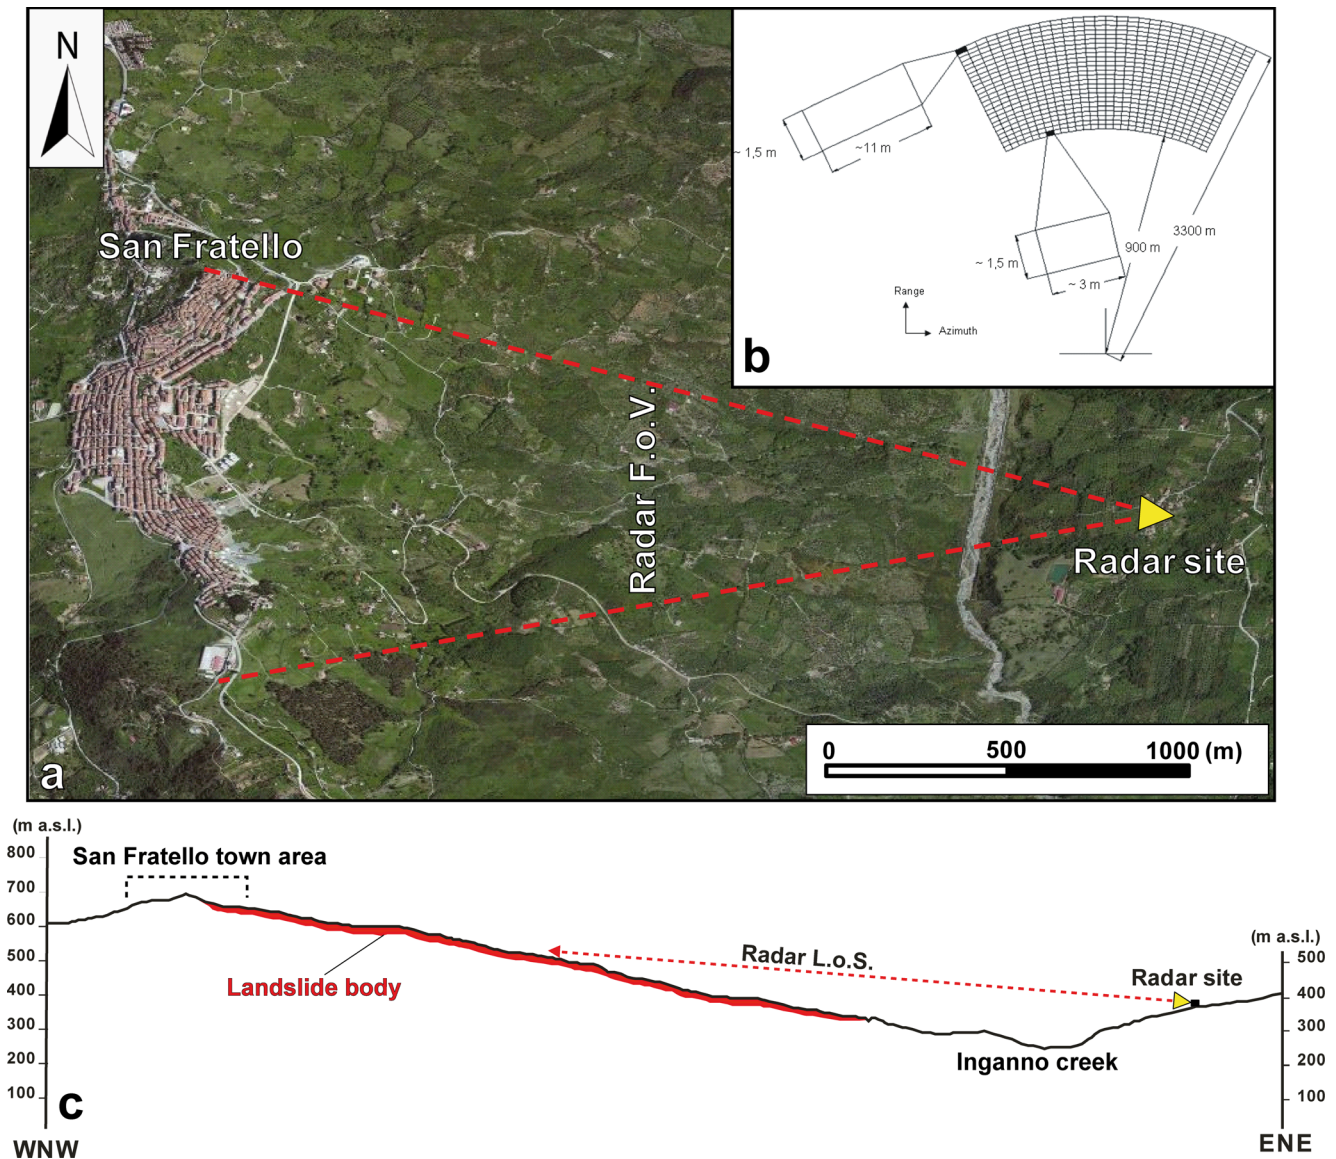 N
San Fratello
Radar F.o.V.
Radar site
0 500 1000 (m)
a
~ 1,5 m
~11 m
~ 1,5 m
~ 3 m
900 m
3300 m
Range
Azimuth
b
(m a.s.l.)
800
700
600
500
400
300
200
100
San Fratello town area
Landslide body
Radar L.o.S.
Radar site
Inganno creek
(m a.s.l.)
500
400
300
200
100
c
WNW
ENE